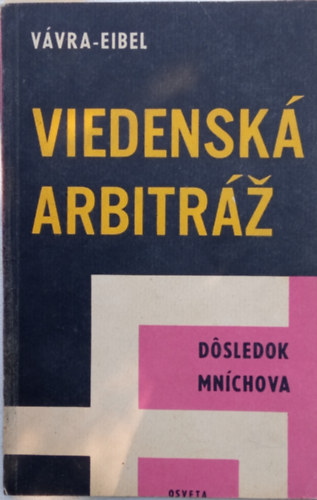 VÁVRA-EIBEL
VIEDENSKÁ
ARBITRÁŽ
DÔSLEDOK
MNÍCHOVA
OSVETA